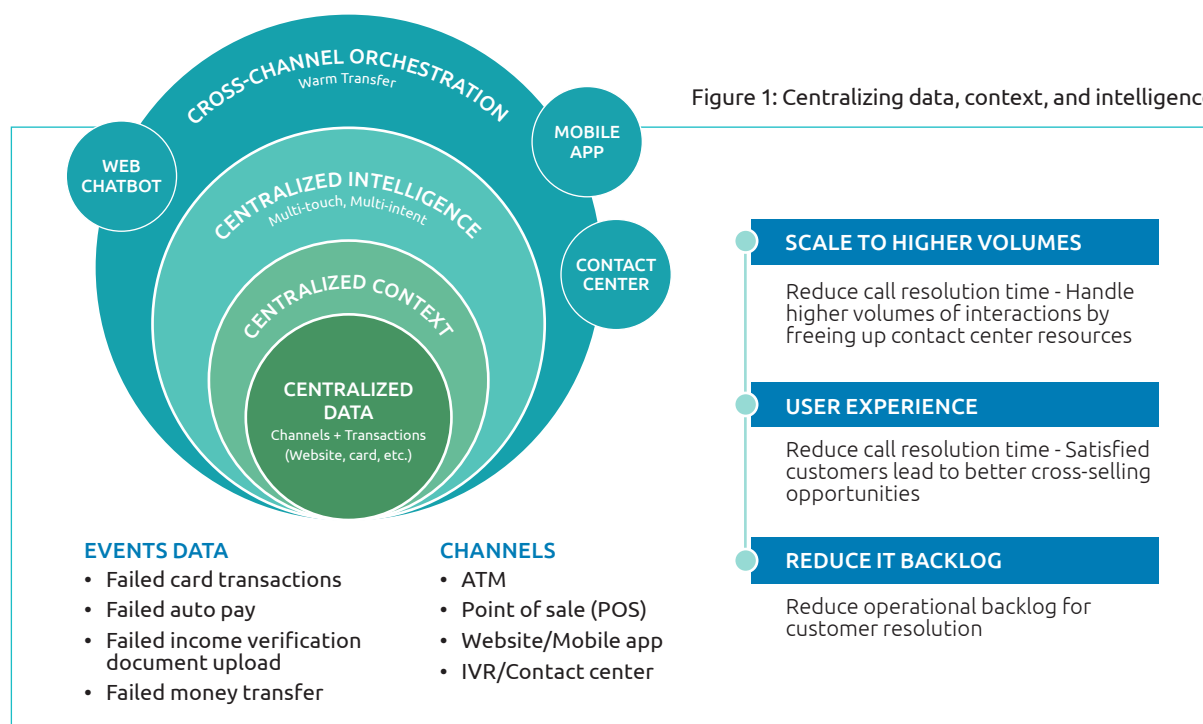 Figure 1: Centralizing data, context, and intelligence
CROSS-CHANNEL ORCHESTRATION
Warm Transfer
WEB
CHATBOT
MOBILE
APP
CONTACT
CENTER
CENTRALIZED INTELLIGENCE
Multi-touch, Multi-intent
CENTRALIZED CONTEXT
CENTRALIZED
DATA
Channels + Transactions
(Website, card, etc.)
EVENTS DATA
• Failed card transactions
• Failed auto pay
• Failed income verification
document upload
• Failed money transfer
CHANNELS
• ATM
• Point of sale (POS)
• Website/Mobile app
• IVR/Contact center
SCALE TO HIGHER VOLUMES
Reduce call resolution time - Handle
higher volumes of interactions by
freeing up contact center resources
USER EXPERIENCE
Reduce call resolution time - Satisfied
customers lead to better cross-selling
opportunities
REDUCE IT BACKLOG
Reduce operational backlog for
customer resolution